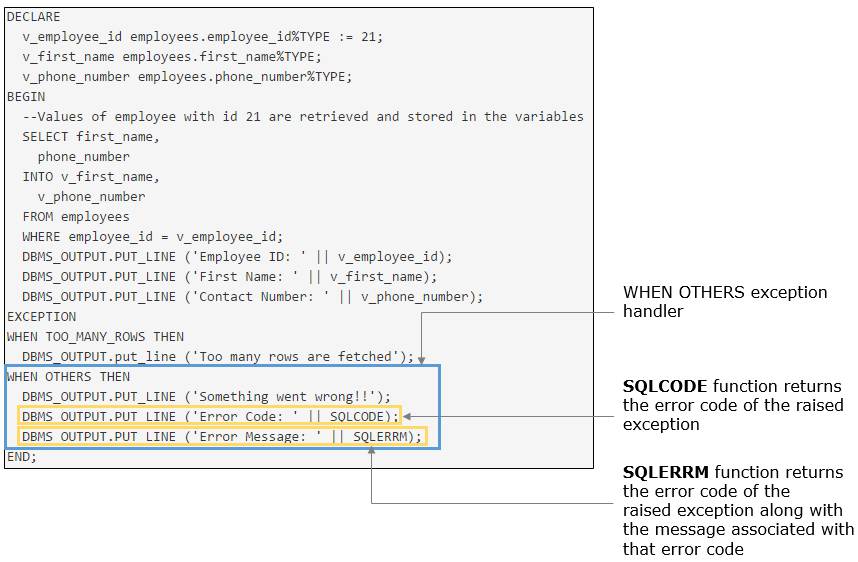 DECLARE
v_employee_id employees.employee_id%TYPE := 21;
v_first_name employees.first_name%TYPE;
v_phone_number employees.phone_number%TYPE;
BEGIN
--Values of employee with id 21 are retrieved and stored in the variables
SELECT first_name,
phone_number
INTO v_first_name,
v_phone_number
FROM employees
WHERE employee_id = v_employee_id;
DBMS_OUTPUT.PUT_LINE ('Employee ID: ' || v_employee_id);
DBMS_OUTPUT.PUT_LINE ('First Name: ' || v_first_name);
DBMS_OUTPUT.PUT_LINE ('Contact Number: ' || v_phone_number);
EXCEPTION
WHEN TOO_MANY_ROWS THEN
DBMS_OUTPUT.put_line ('Too many rows are fetched');
WHEN OTHERS THEN
DBMS_OUTPUT.PUT_LINE ('Something went wrong!!');
DBMS_OUTPUT.PUT_LINE ('Error Code: ' || SQLCODE);
DBMS_OUTPUT.PUT_LINE ('Error Message: ' || SQLERRM);
END;
WHEN OTHERS exception
handler
SQLCODE function returns
the error code of the raised
exception
SQLERRM function returns
the error code of the
raised exception along with
the message associated with
that error code